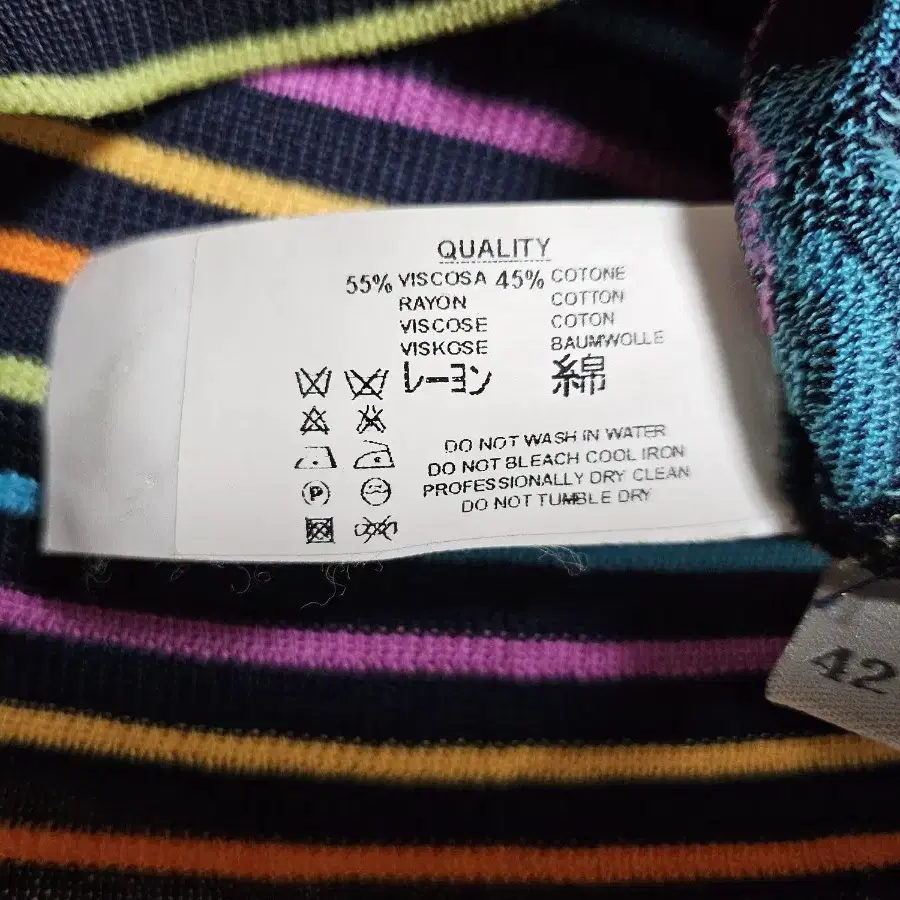 QUALITY
55% VISCOSA 45% COTONE
RAYON COTTON
VISCOSE COTON
VISKOSE BAUMWOLLE
レーヨン 綿
DO NOT WASH IN WATER
DO NOT BLEACH COOL IRON
PROFESSIONALLY DRY CLEAN
DO NOT TUMBLE DRY
P
42